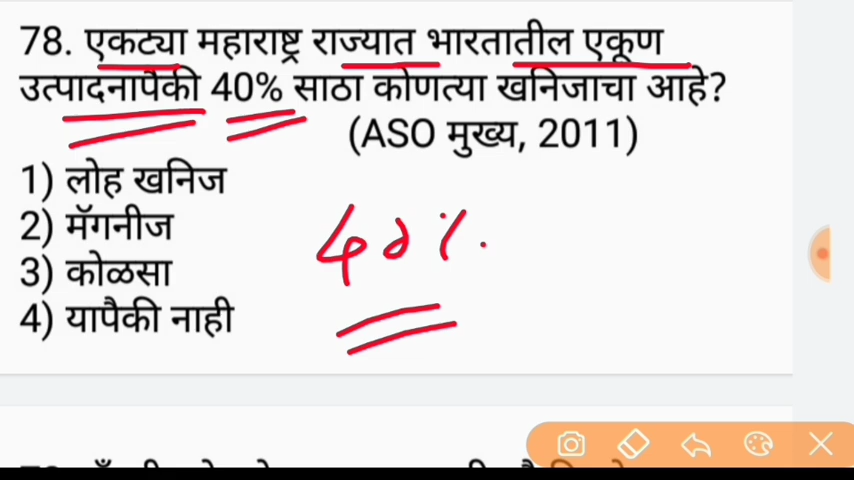 78. एकट्या महाराष्ट्र राज्यात भारतातील एकूण
उत्पादनापैकी 40% साठा कोणत्या खनिजाचा आहे?
(ASO मुख्य, 2011)
1) लोह खनिज
2) मॅगनीज
40%.
3) कोळसा
4) यापैकी नाही